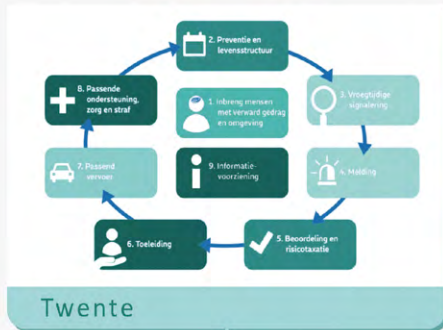 2. Preventie en
levensstructuur
8. Passende
ondersteuning,
zorg en straf
1. Inbreng mensen
met verward gedrag
en omgeving
3. Vroegtijdige
signalering
7. Passend
vervoer
9. Informatie-
voorziening
4. Melding
6. Toeleiding
5. Beoordeling en
risicotaxatie
Twente